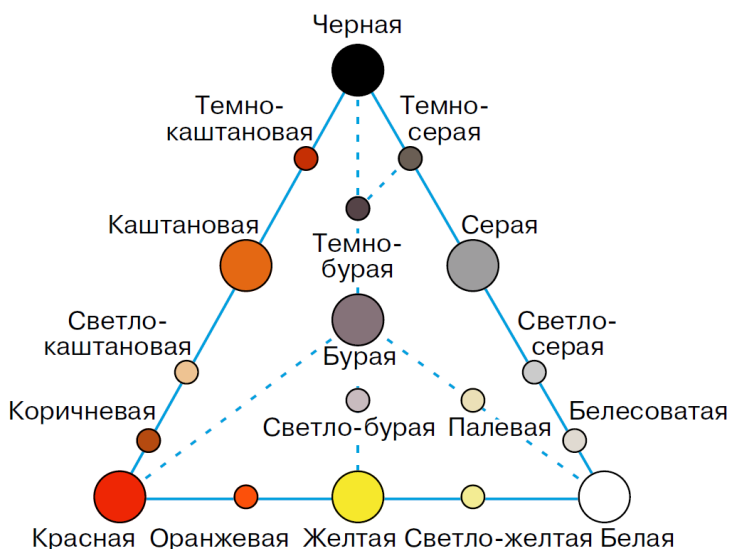 Черная
Темно-
каштановая
Темно-
серая
Каштановая
Серая
Темно-
бурая
Светло-
каштановая
Бурая
Светло-
серая
Коричневая
Светло-бурая
Палевая
Белесоватая
Красная
Оранжевая
Желтая
Светло-желтая
Белая